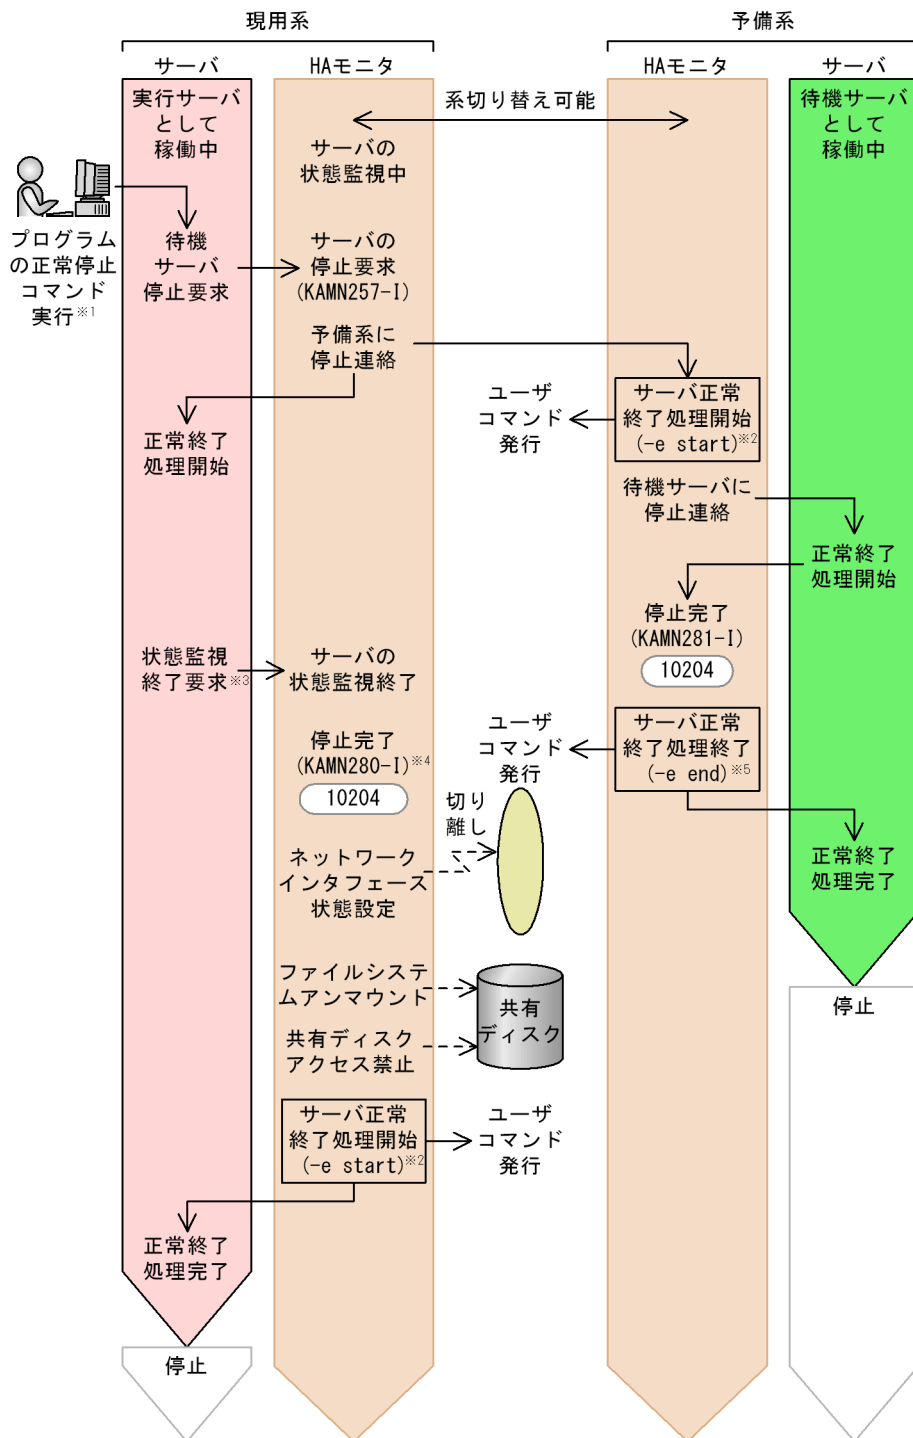 現用系
予備系
サーバ
HAモニタ
HAモニタ
サーバ
実行サーバ
として
稼働中
系切り替え可能
待機サーバ
として
稼働中
サーバの
状態監視中
プログラム
の正常停止
コマンド
実行※1
待機
サーバ
停止要求
サーバの
停止要求
(KAMN257-I)
予備系に
停止連絡
ユーザ
コマンド
発行
サーバ正常
終了処理開始
(-e start)※2
正常終了
処理開始
待機サーバに
停止連絡
正常終了
処理開始
停止完了
(KAMN281-I)
10204
状態監視
終了要求※3
サーバの
状態監視終了
ユーザ
コマンド
発行
サーバ正常
終了処理終了
(-e end)※5
停止完了
(KAMN280-I)※4
10204
切り
離し
正常終了
処理完了
ネットワーク
インタフェース
状態設定
ファイルシステ
ムアンマウント
共有
ディスク
停止
共有ディスク
アクセス禁止
サーバ正常
終了処理開始
(-e start)※2
ユーザ
コマンド
発行
正常終了
処理完了
停止